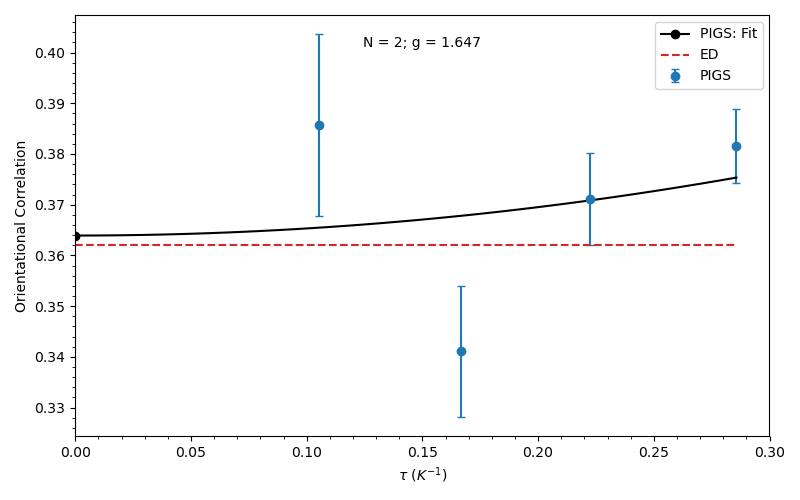 N = 2; g = 1.647
PIGS: Fit
ED
PIGS
Orientational Correlation
0.40
0.39
0.38
0.37
0.36
0.35
0.34
0.33
0.00 0.05 0.10 0.15 0.20 0.25 0.30
τ (K⁻¹)